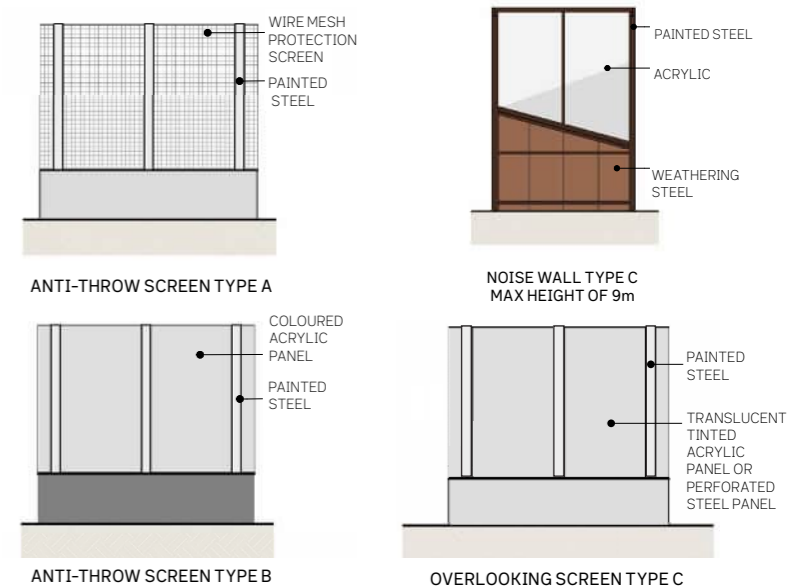 WIRE MESH
PROTECTION
SCREEN
PAINTED
STEEL
ANTI-THROW SCREEN TYPE A
PAINTED STEEL
ACRYLIC
WEATHERING
STEEL
NOISE WALL TYPE C
MAX HEIGHT OF 9m
COLOURED
ACRYLIC
PANEL
PAINTED
STEEL
ANTI-THROW SCREEN TYPE B
PAINTED
STEEL
TRANSLUCENT
TINTED
ACRYLIC
PANEL OR
PERFORATED
STEEL PANEL
OVERLOOKING SCREEN TYPE C